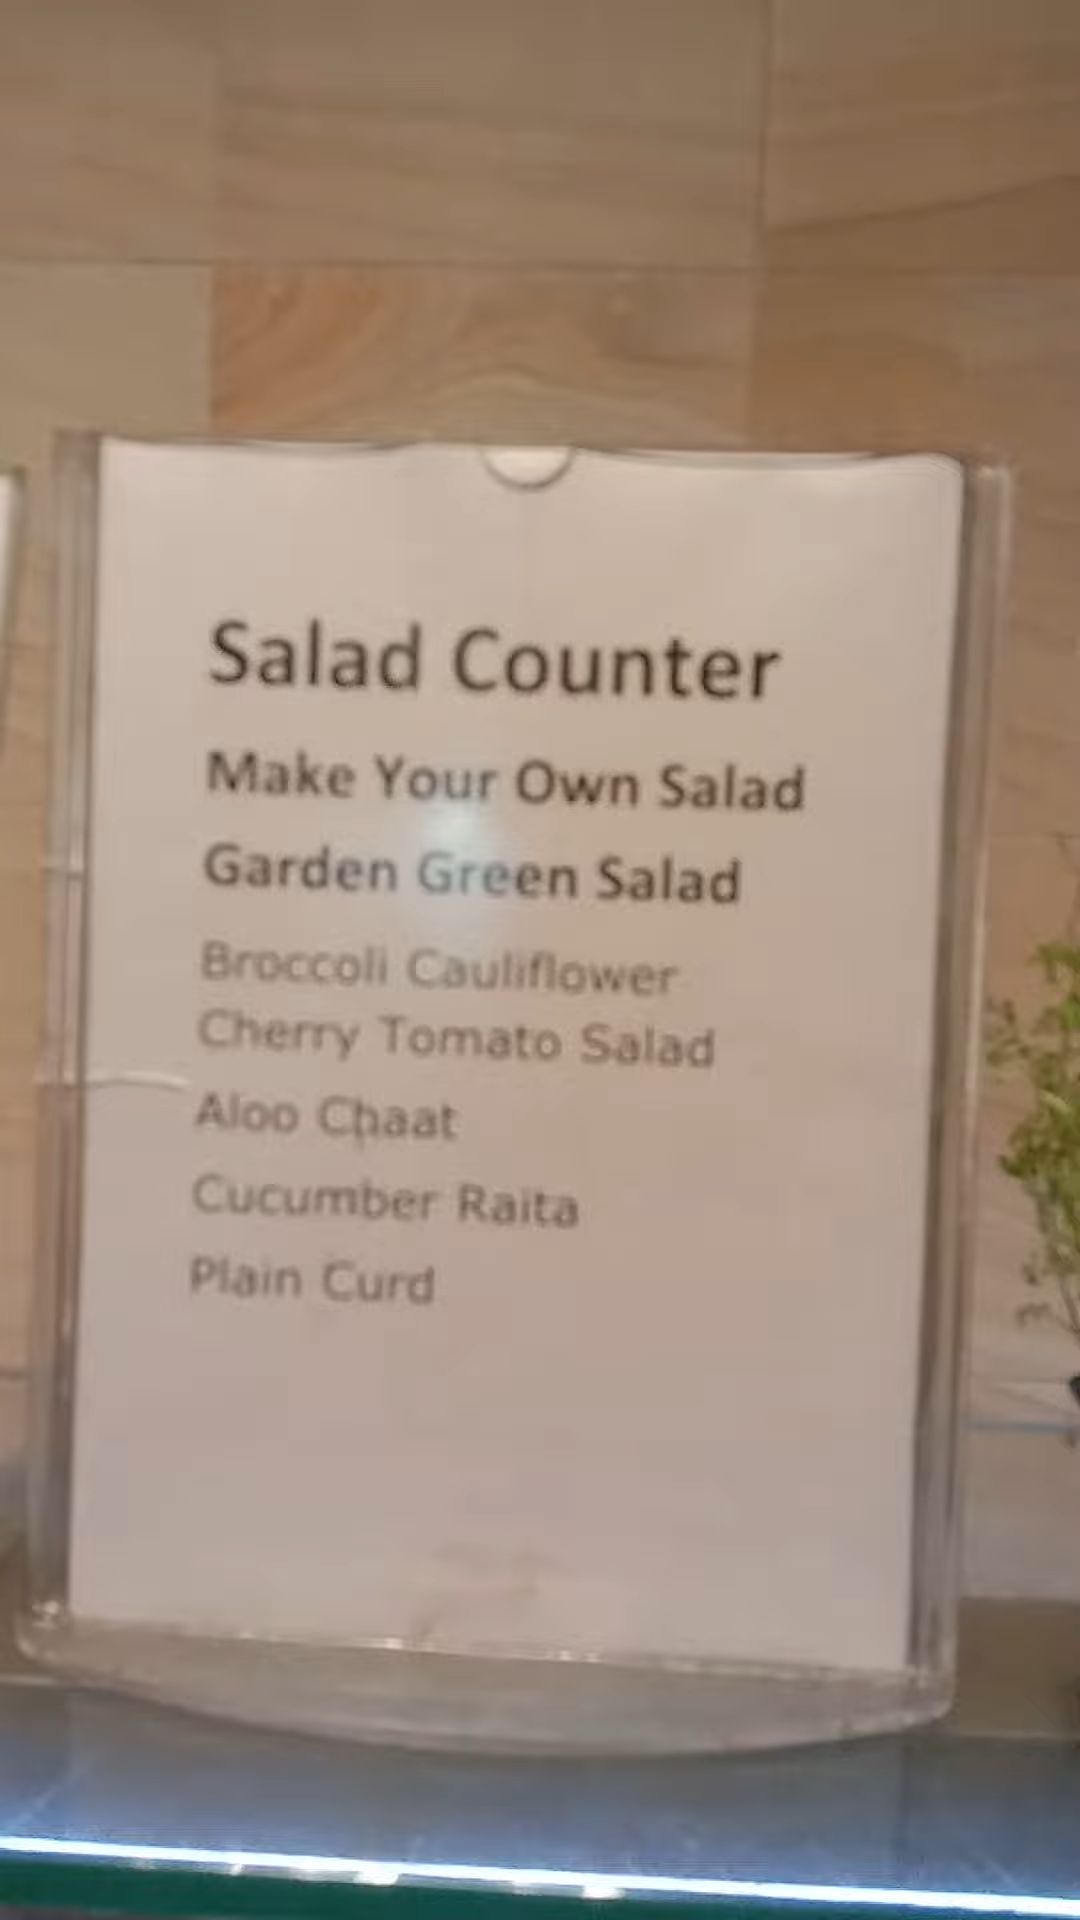 Salad Counter
Make Your Own Salad
Garden Green Salad
Broccoli Cauliflower
Cherry Tomato Salad
Aloo Chaat
Cucumber Raita
Plain Curd